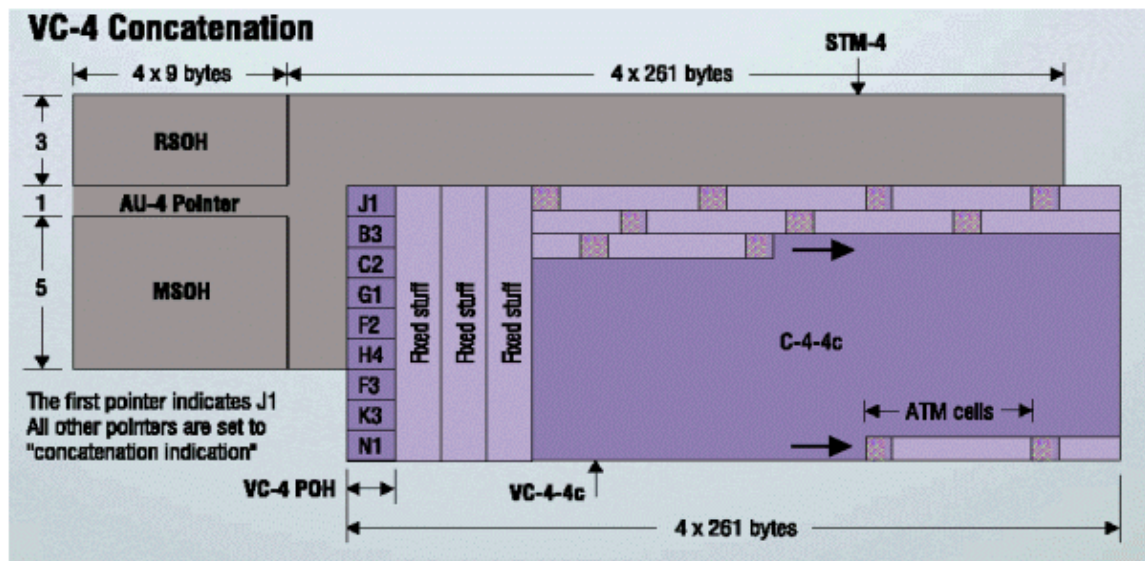 VC-4 Concatenation
STM-4
4 x 9 bytes
4 x 261 bytes
3
RSOH
1
AU-4 Pointer
5
MSOH
J1
B3
C2
G1
F2
H4
F3
K3
N1
Fixed stuff
Fixed stuff
Fixed stuff
C-4-4c
ATM cells
The first pointer indicates J1
All other pointers are set to
"concatenation indication"
VC-4 POH
VC-4-4c
4 x 261 bytes